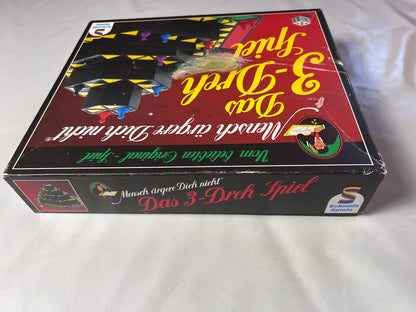 Das
3-Dreh
Spiel
Mensch ärgere Dich nicht®
Vom beliebten Original-Spiel
Mensch ärgere Dich nicht®
Das 3-Dreh Spiel
S
Schmidt
Spiele